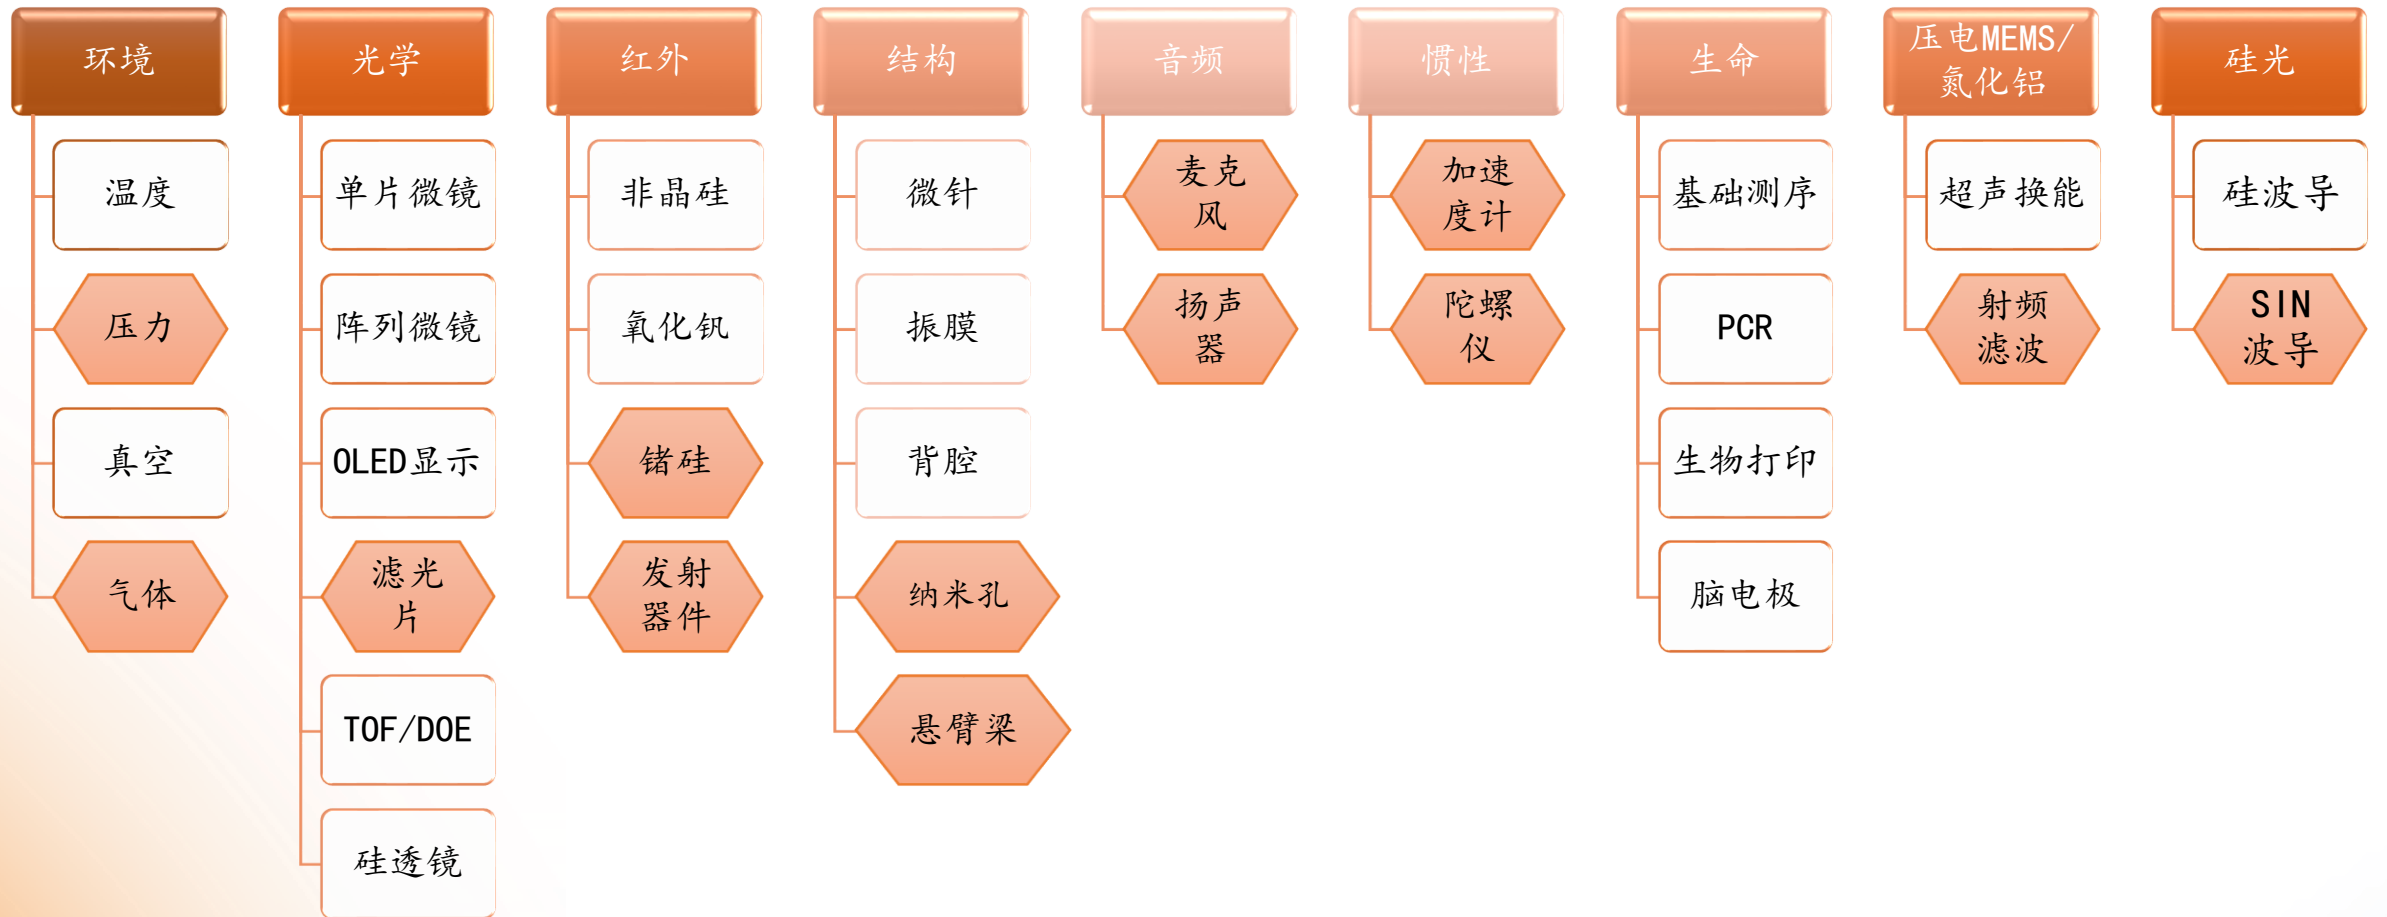 环境
温度
压力
真空
气体
光学
单片微镜
阵列微镜
OLED显示
滤光
片
TOF/DOE
硅透镜
红外
非晶硅
氧化钒
锗硅
发射
器件
结构
微针
振膜
背腔
纳米孔
悬臂梁
音频
麦克
风
扬声
器
惯性
加速
度计
陀螺
仪
生命
基础测序
PCR
生物打印
脑电极
压电MEMS/
氮化铝
超声换能
射频
滤波
硅光
硅波导
SIN
波导